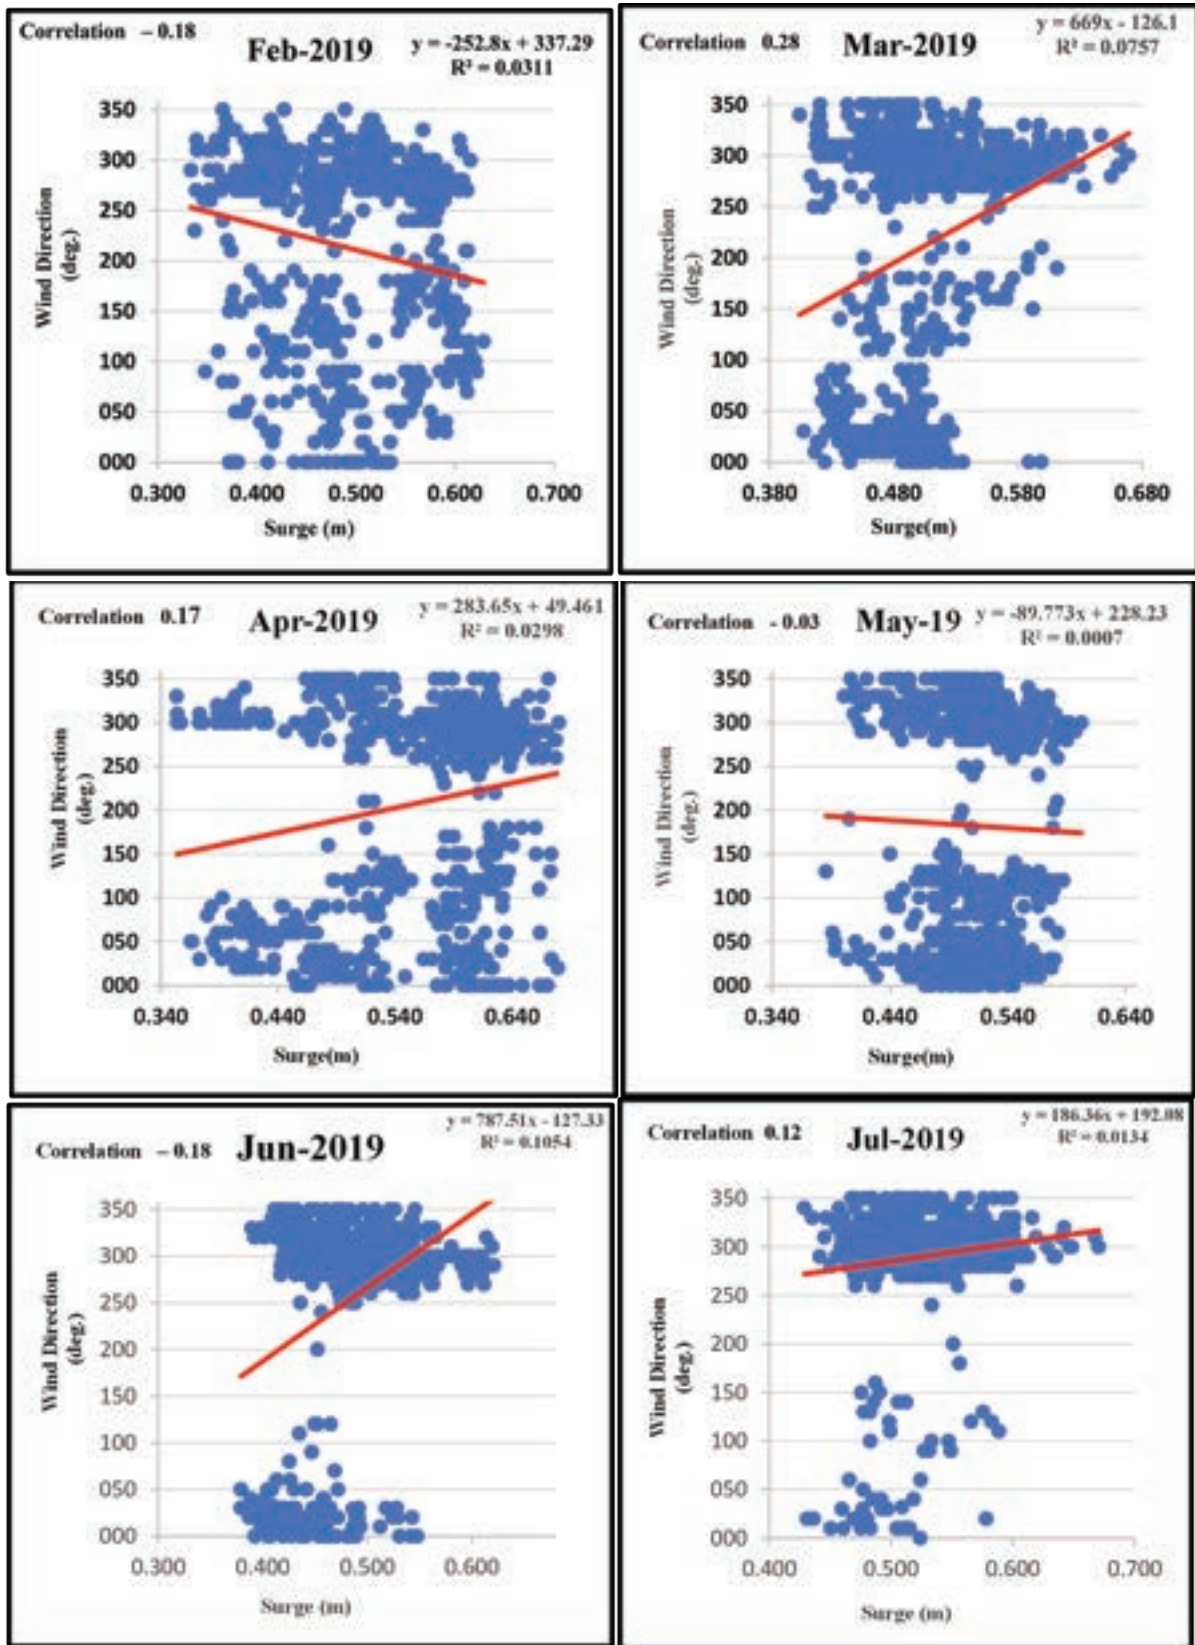 Correlation – 0.18
Feb-2019
y = -252.8x + 337.29
R² = 0.0311
350
300
250
200
150
100
050
000
Wind Direction
(deg.)
0.300 0.400 0.500 0.600 0.700
Surge (m)
Correlation 0.28
Mar-2019
y = 669x - 126.1
R² = 0.0757
350
300
250
200
150
100
050
000
Wind Direction
(deg.)
0.380 0.480 0.580 0.680
Surge(m)
Correlation 0.17
Apr-2019
y = 283.65x + 49.461
R² = 0.0298
350
300
250
200
150
100
050
000
Wind Direction
(deg.)
0.340 0.440 0.540 0.640
Surge(m)
Correlation - 0.03
May-19
y = -89.773x + 228.23
R² = 0.0007
350
300
250
200
150
100
050
000
Wind Direction
(deg.)
0.340 0.440 0.540 0.640
Surge(m)
Correlation – 0.18
Jun-2019
y = 787.51x - 127.33
R² = 0.1054
350
300
250
200
150
100
050
000
Wind Direction
(deg.)
0.300 0.400 0.500 0.600
Surge (m)
Correlation 0.12
Jul-2019
y = 186.36x + 192.08
R² = 0.0134
350
300
250
200
150
100
050
000
Wind Direction
(deg.)
0.400 0.500 0.600 0.700
Surge (m)